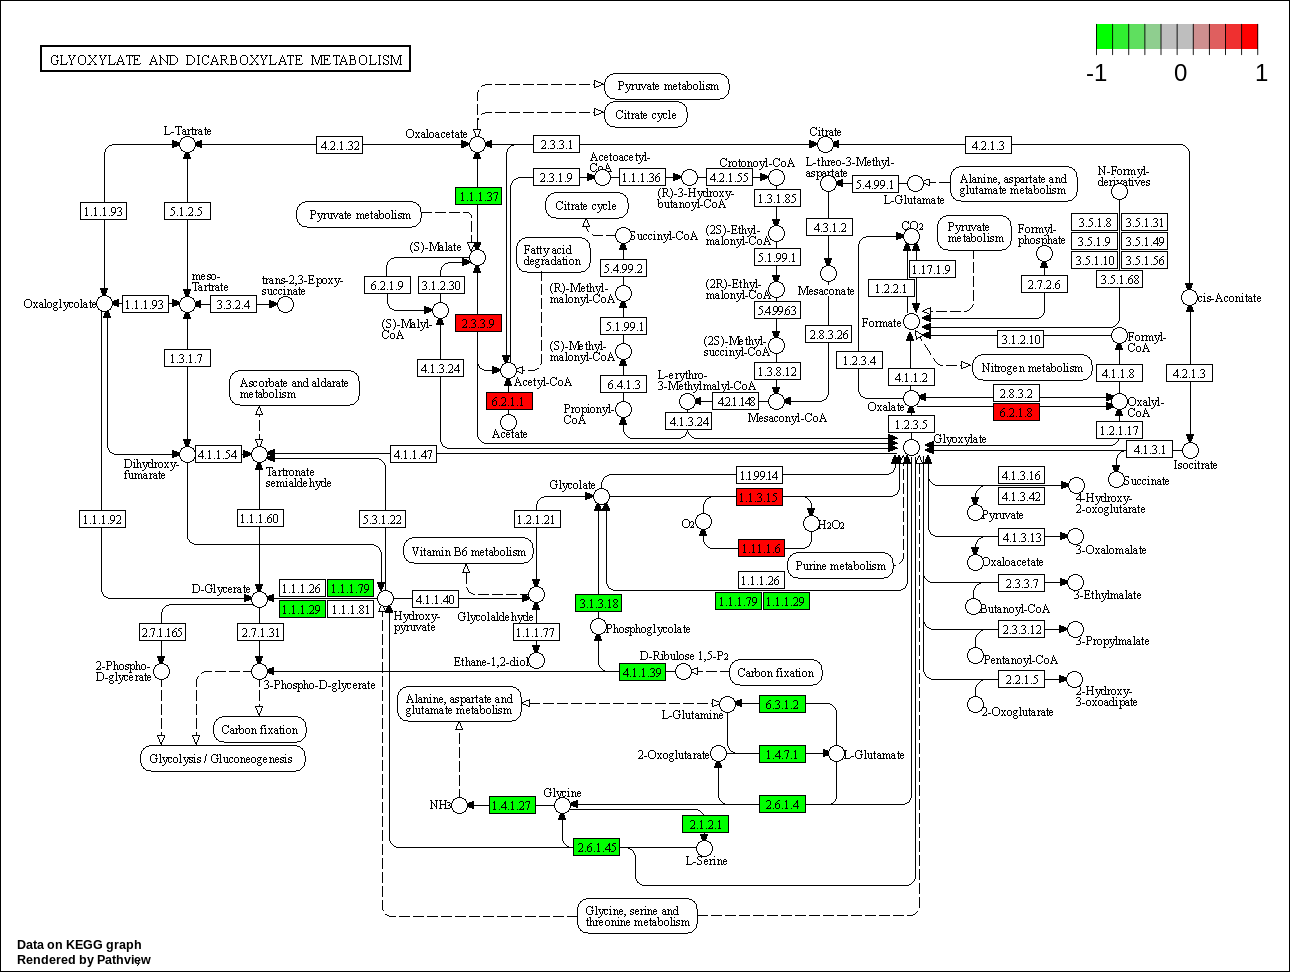 GLYOXYLATE AND DICARBOXYLATE METABOLISM
-1
0
1
Pyruvate metabolism
Citrate cycle
L-Tartrate
4.2.1.32
Oxaloacetate
2.3.3.1
Citrate
4.2.1.3
Acetoacetyl-
CoA
2.3.1.9
1.1.1.36
(R)-3-Hydroxy-
butanoyl-CoA
4.2.1.55
Crotonoyl-CoA
1.3.1.85
L-threo-3-Methyl-
aspartate
5.4.99.1
L-Glutamate
Alanine, aspartate and
glutamate metabolism
N-Formyl-
derivatives
1.1.1.93
5.1.2.5
1.1.1.37
Pyruvate metabolism
Citrate cycle
Succinyl-CoA
(2S)-Ethyl-
malonyl-CoA
4.3.1.2
CO2
Pyruvate
metabolism
Formyl-
phosphate
3.5.1.8
3.5.1.31
3.5.1.9
3.5.1.49
3.5.1.10
3.5.1.56
3.5.1.68
(S)-Malate
Fatty acid
degradation
5.4.99.2
5.1.99.1
1.17.1.9
1.2.2.1
2.7.2.6
meso-
Tartrate
trans-2,3-Epoxy-
succinate
6.2.1.9
3.1.2.30
(R)-Methyl-
malonyl-CoA
(2R)-Ethyl-
malonyl-CoA
Mesaconate
Oxaloglycolate
1.1.1.93
3.3.2.4
cis-Aconitate
(S)-Malyl-
CoA
2.3.3.9
5.1.99.1
5.4.99.63
2.8.3.26
Formate
3.1.2.10
Formyl-
CoA
1.3.1.7
4.1.3.24
(S)-Methyl-
malonyl-CoA
(2S)-Methyl-
succinyl-CoA
1.2.3.4
Nitrogen metabolism
Acetyl-CoA
6.4.1.3
L-erythro-
3-Methylmalyl-CoA
1.3.8.12
4.1.1.2
4.1.1.8
4.2.1.3
Ascorbate and aldarate
metabolism
6.2.1.1
Acetate
Propionyl-
CoA
4.2.1.148
4.1.3.24
Mesaconyl-CoA
Oxalate
2.8.3.2
6.2.1.8
Oxalyl-
CoA
1.2.3.5
1.2.1.17
Glyoxylate
4.1.3.1
Isocitrate
Succinate
Dihydroxy-
fumarate
4.1.1.54
Tartronate
semialdehyde
4.1.1.47
Glycolate
1.1.99.14
1.1.3.15
4.1.3.16
4.1.3.42
4-Hydroxy-
2-oxoglutarate
Pyruvate
1.1.1.92
1.1.1.60
5.3.1.22
1.2.1.21
O2
H2O2
1.11.1.6
4.1.3.13
3-Oxalomalate
Oxaloacetate
Vitamin B6 metabolism
Purine metabolism
D-Glycerate
1.1.1.26
1.1.1.79
1.1.1.29
1.1.1.81
Hydroxy-
pyruvate
4.1.1.40
Glycolaldehyde
3.1.3.18
1.1.1.26
1.1.1.79
1.1.1.29
2.3.3.7
3-Ethylmalate
Butanoyl-CoA
2.7.1.165
2.7.1.31
1.1.1.77
Phosphoglycolate
2.3.3.12
3-Propylmalate
Pentanoyl-CoA
2-Phospho-
D-glycerate
3-Phospho-D-glycerate
Ethane-1,2-diol
4.1.1.39
D-Ribulose 1,5-P2
Carbon fixation
2.2.1.5
2-Hydroxy-
3-oxoadipate
2-Oxoglutarate
Alanine, aspartate and
glutamate metabolism
L-Glutamine
6.3.1.2
Carbon fixation
Glycolysis / Gluconeogenesis
2-Oxoglutarate
1.4.7.1
L-Glutamate
NH3
1.4.1.27
Glycine
2.6.1.4
2.1.2.1
2.6.1.45
L-Serine
Glycine, serine and
threonine metabolism
Data on KEGG graph
Rendered by Pathview